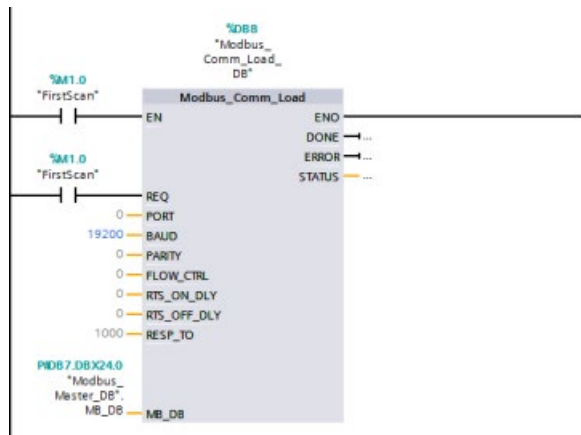 %DB8
"Modbus_
Comm_Load_
DB"
%M1.0
"FirstScan"
Modbus_Comm_Load
EN ENO
DONE ...
ERROR ...
STATUS ...
%M1.0
"FirstScan"
REQ
0 PORT
19200 BAUD
0 PARITY
0 FLOW_CTRL
0 RTS_ON_DLY
0 RTS_OFF_DLY
1000 RESP_TO
P#DB7.DBX24.0
"Modbus_
Master_DB".
MB_DB MB_DB